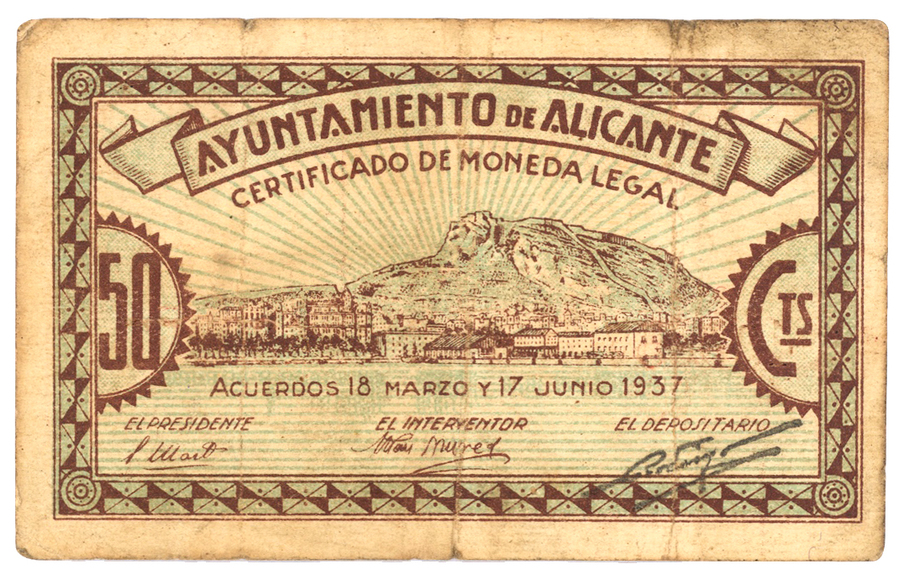 AYUNTAMIENTO DE ALICANTE
CERTIFICADO DE MONEDA LEGAL
50 CTS
ACUERDOS 18 MARZO Y 17 JUNIO 1937
EL PRESIDENTE EL INTERVENTOR EL DEPOSITARIO